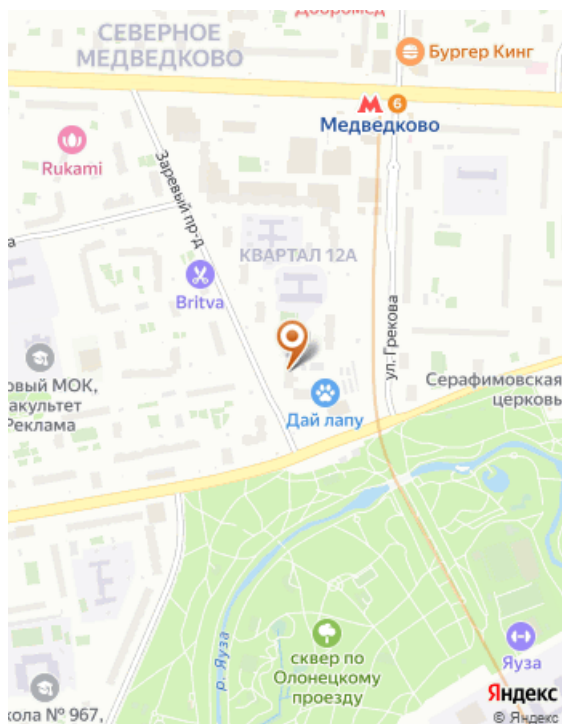 Добромед
СЕВЕРНОЕ
МЕДВЕДКОВО
Бургер Кинг
6
Медведково
Rukami
Заревый пр-д
а
КВАРТАЛ 12А
Britva
ул. Грекова
овый МОК,
акультет
Реклама
Дай лапу
Серафимовская
церковь
р. Яуза
сквер по
Олонецкому
проезду
Яуза
кола № 967,
Яндекс
© Яндекс